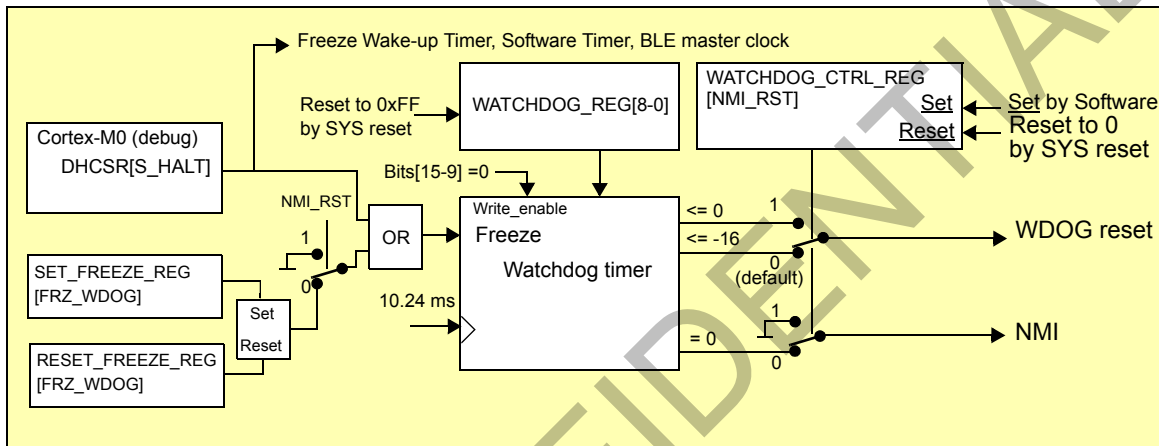 Freeze Wake-up Timer, Software Timer, BLE master clock
Reset to 0xFF
by SYS reset
WATCHDOG_REG[8-0]
WATCHDOG_CTRL_REG
[NMI_RST]
Set
Reset
Set by Software
Reset to 0
by SYS reset
Cortex-M0 (debug)
DHCSR[S_HALT]
Bits[15-9] =0
NMI_RST
1
0
OR
Write_enable
Freeze
Watchdog timer
10.24 ms
<= 0
<= -16
= 0
1
0
(default)
WDOG reset
1
0
NMI
SET_FREEZE_REG
[FRZ_WDOG]
Set
Reset
RESET_FREEZE_REG
[FRZ_WDOG]